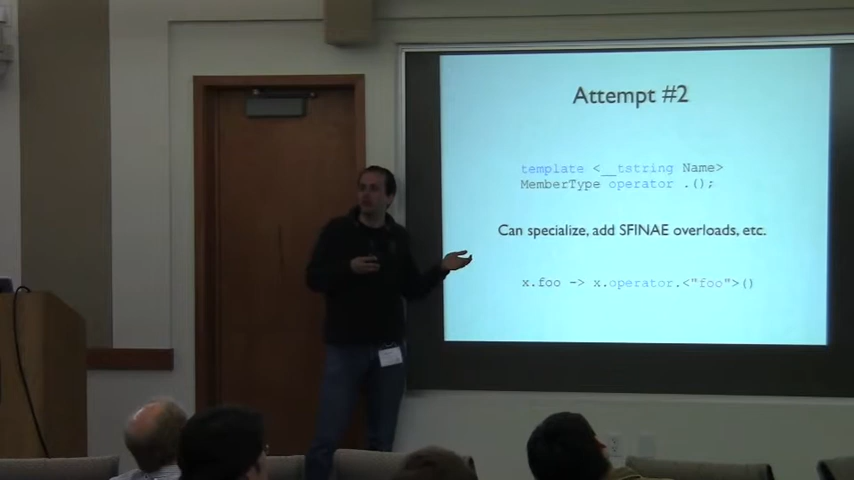 Attempt #2
template <__tstring Name>
MemberType operator .();
Can specialize, add SFINAE overloads, etc.
x.foo -> x.operator.<"foo">()